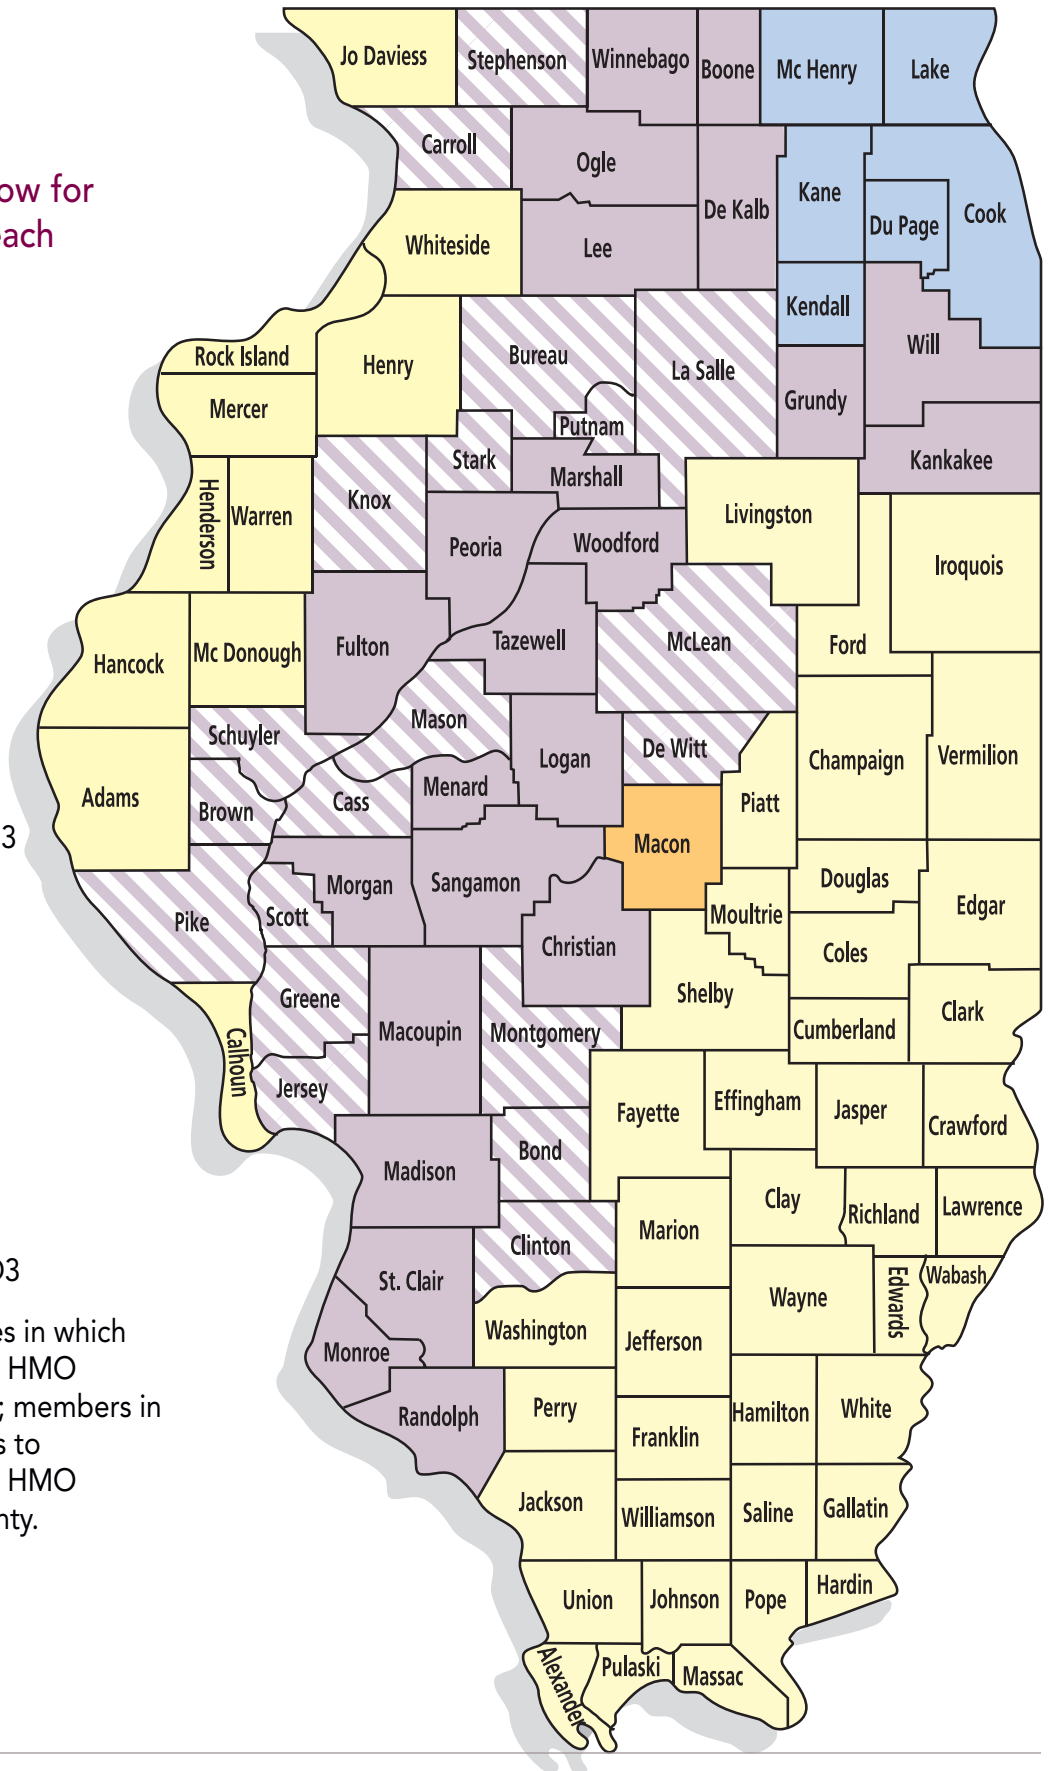 Jo Daviess
Stephenson
Winnebago
Boone
Mc Henry
Lake
Carroll
Ogle
De Kalb
Kane
Du Page
Cook
ow for
each
Whiteside
Lee
Kendall
Will
Rock Island
Henry
Bureau
La Salle
Grundy
Mercer
Putnam
Kankakee
Stark
Marshall
Henderson
Warren
Knox
Livingston
Peoria
Woodford
Iroquois
Hancock
Mc Donough
Fulton
Tazewell
McLean
Ford
Schuyler
Mason
Logan
De Witt
Champaign
Vermilion
Adams
Brown
Cass
Menard
Piatt
3
Macon
Pike
Scott
Morgan
Sangamon
Christian
Moultrie
Douglas
Edgar
Coles
Calhoun
Greene
Macoupin
Montgomery
Shelby
Cumberland
Clark
Jersey
Fayette
Effingham
Jasper
Crawford
Madison
Bond
Clay
Richland
Lawrence
Clinton
Marion
03
St. Clair
Wayne
Edwards
Wabash
es in which
HMO
; members in
s to
HMO
nty.
Monroe
Washington
Jefferson
Randolph
Perry
Franklin
Hamilton
White
Jackson
Williamson
Saline
Gallatin
Union
Johnson
Pope
Hardin
Alexander
Pulaski
Massac